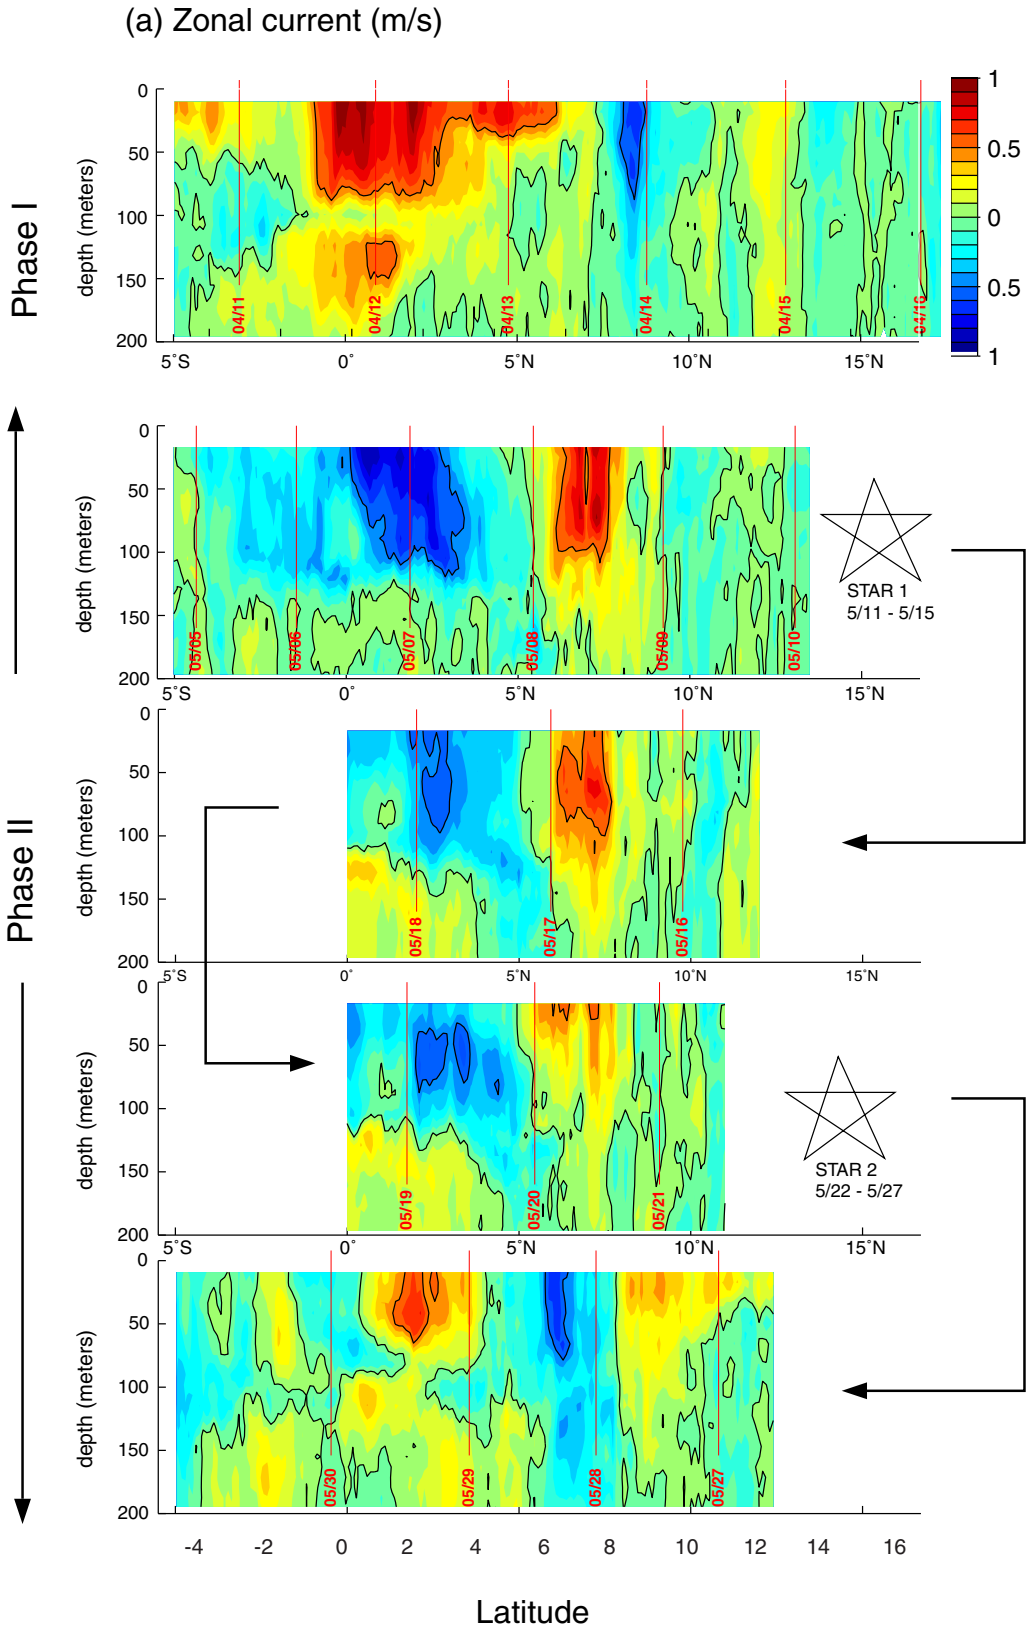 (a) Zonal current (m/s)
Phase I
depth (meters)
0
50
100
150
200
04/11
04/12
04/13
04/14
04/15
04/16
5˚S
0˚
5˚N
10˚N
15˚N
1
0.5
0
0.5
1
depth (meters)
0
50
100
150
200
05/05
05/06
05/07
05/08
05/09
05/10
5˚S
0˚
5˚N
10˚N
15˚N
STAR 1
5/11 - 5/15
Phase II
depth (meters)
0
50
100
150
200
05/18
05/17
05/16
5˚S
0˚
5˚N
10˚N
15˚N
depth (meters)
0
50
100
150
200
05/19
05/20
05/21
5˚S
0˚
5˚N
10˚N
15˚N
STAR 2
5/22 - 5/27
depth (meters)
0
50
100
150
200
05/30
05/29
05/28
05/27
-4 -2 0 2 4 6 8 10 12 14 16
Latitude